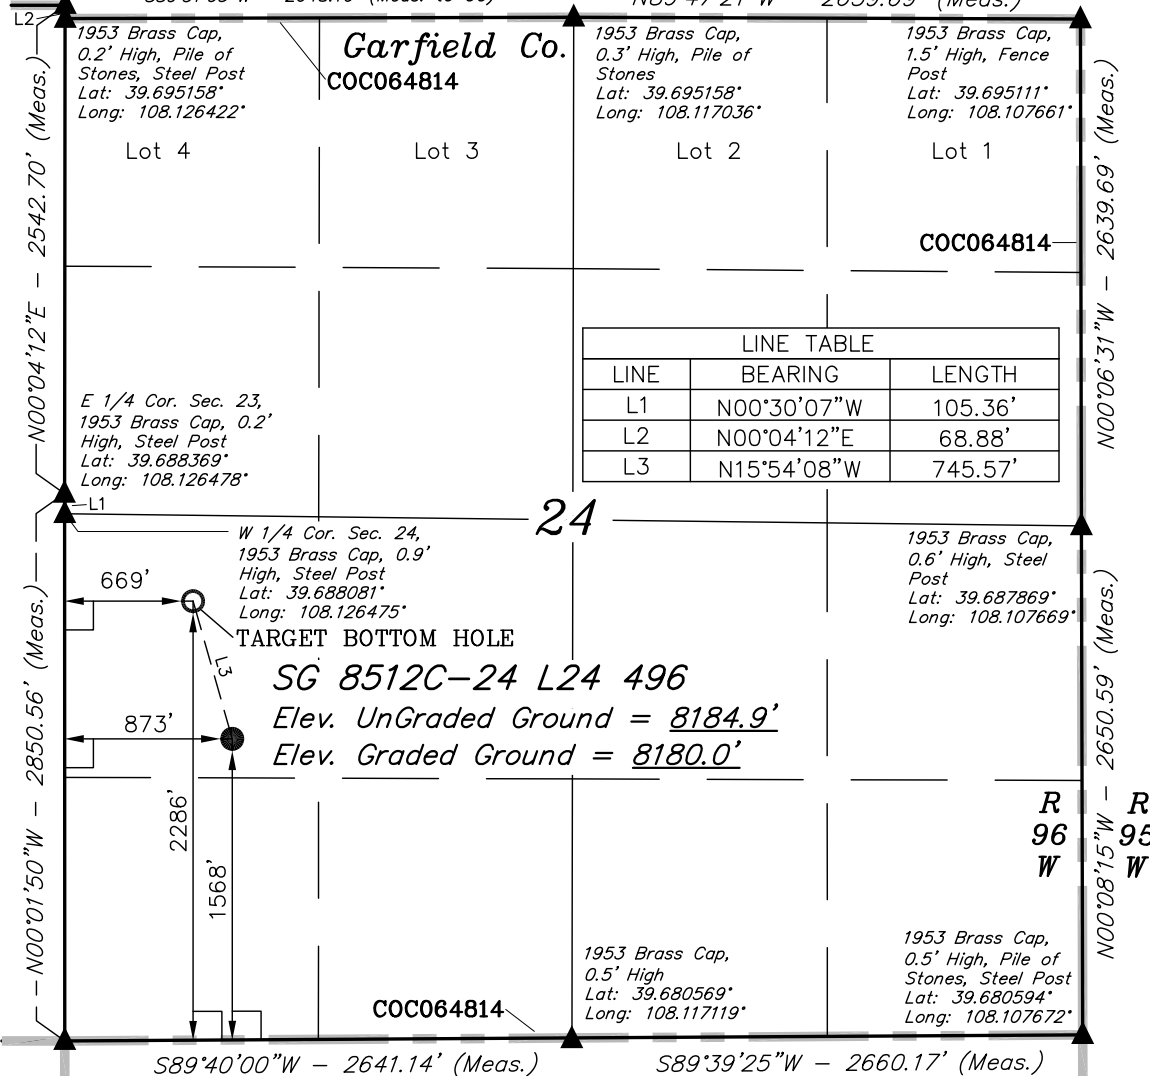 L2
(Meas.)
1953 Brass Cap,
0.2' High, Pile of
Stones, Steel Post
Lat: 39.695158°
Long: 108.126422°
Garfield Co.
COC064814
1953 Brass Cap,
0.3' High, Pile of
Stones
Lat: 39.695158°
Long: 108.117036°
1953 Brass Cap,
1.5' High, Fence
Post
Lat: 39.695111°
Long: 108.107661°
Lot 4
Lot 3
Lot 2
Lot 1
N00°04'12"E - 2542.70' (Meas.)
N00°06'31"W - 2639.69' (Meas.)
COC064814
LINE TABLE
LINE BEARING LENGTH
L1 N00°30'07"W 105.36'
L2 N00°04'12"E 68.88'
L3 N15°54'08"W 745.57'
E 1/4 Cor. Sec. 23,
1953 Brass Cap, 0.2'
High, Steel Post
Lat: 39.688369°
Long: 108.126478°
L1
24
W 1/4 Cor. Sec. 24,
1953 Brass Cap, 0.9'
High, Steel Post
Lat: 39.688081°
Long: 108.126475°
1953 Brass Cap,
0.6' High, Steel
Post
Lat: 39.687869°
Long: 108.107669°
669'
TARGET BOTTOM HOLE
L3
SG 8512C-24 L24 496
Elev. UnGraded Ground = 8184.9'
Elev. Graded Ground = 8180.0'
873'
2286'
1568'
N00°01'50"W - 2850.56' (Meas.)
N00°08'15"W - 2650.59' (Meas.)
R R
96 95
W W
1953 Brass Cap,
0.5' High
Lat: 39.680569°
Long: 108.117119°
1953 Brass Cap,
0.5' High, Pile of
Stones, Steel Post
Lat: 39.680594°
Long: 108.107672°
COC064814
S89°40'00"W - 2641.14' (Meas.)
S89°39'25"W - 2660.17' (Meas.)